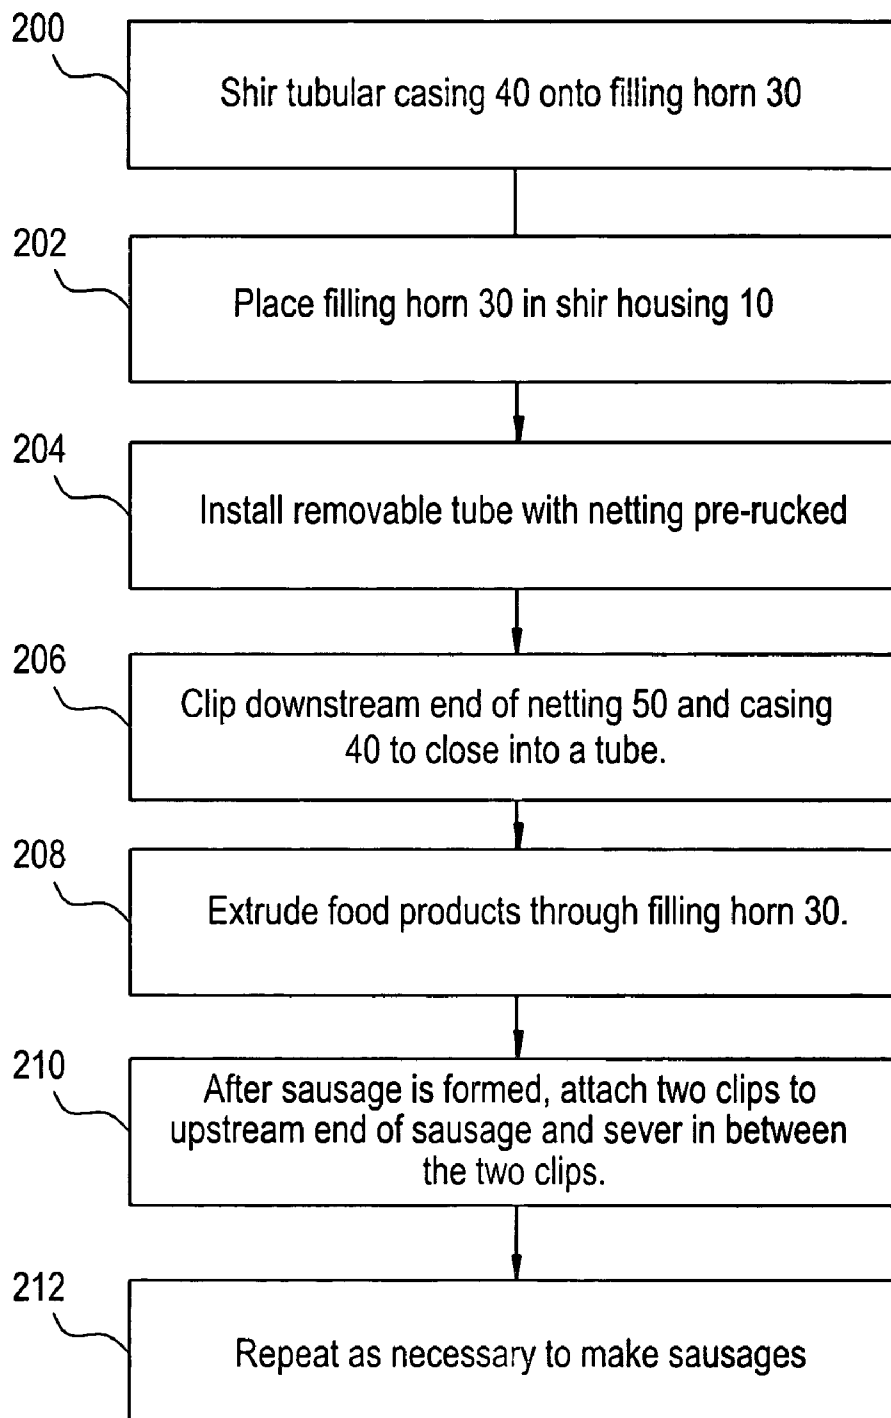 200
Shir tubular casing 40 onto filling horn 30
202
Place filling horn 30 in shir housing 10
204
Install removable tube with netting pre-rucked
206
Clip downstream end of netting 50 and casing
40 to close into a tube.
208
Extrude food products through filling horn 30.
210
After sausage is formed, attach two clips to
upstream end of sausage and sever in between
the two clips.
212
Repeat as necessary to make sausages